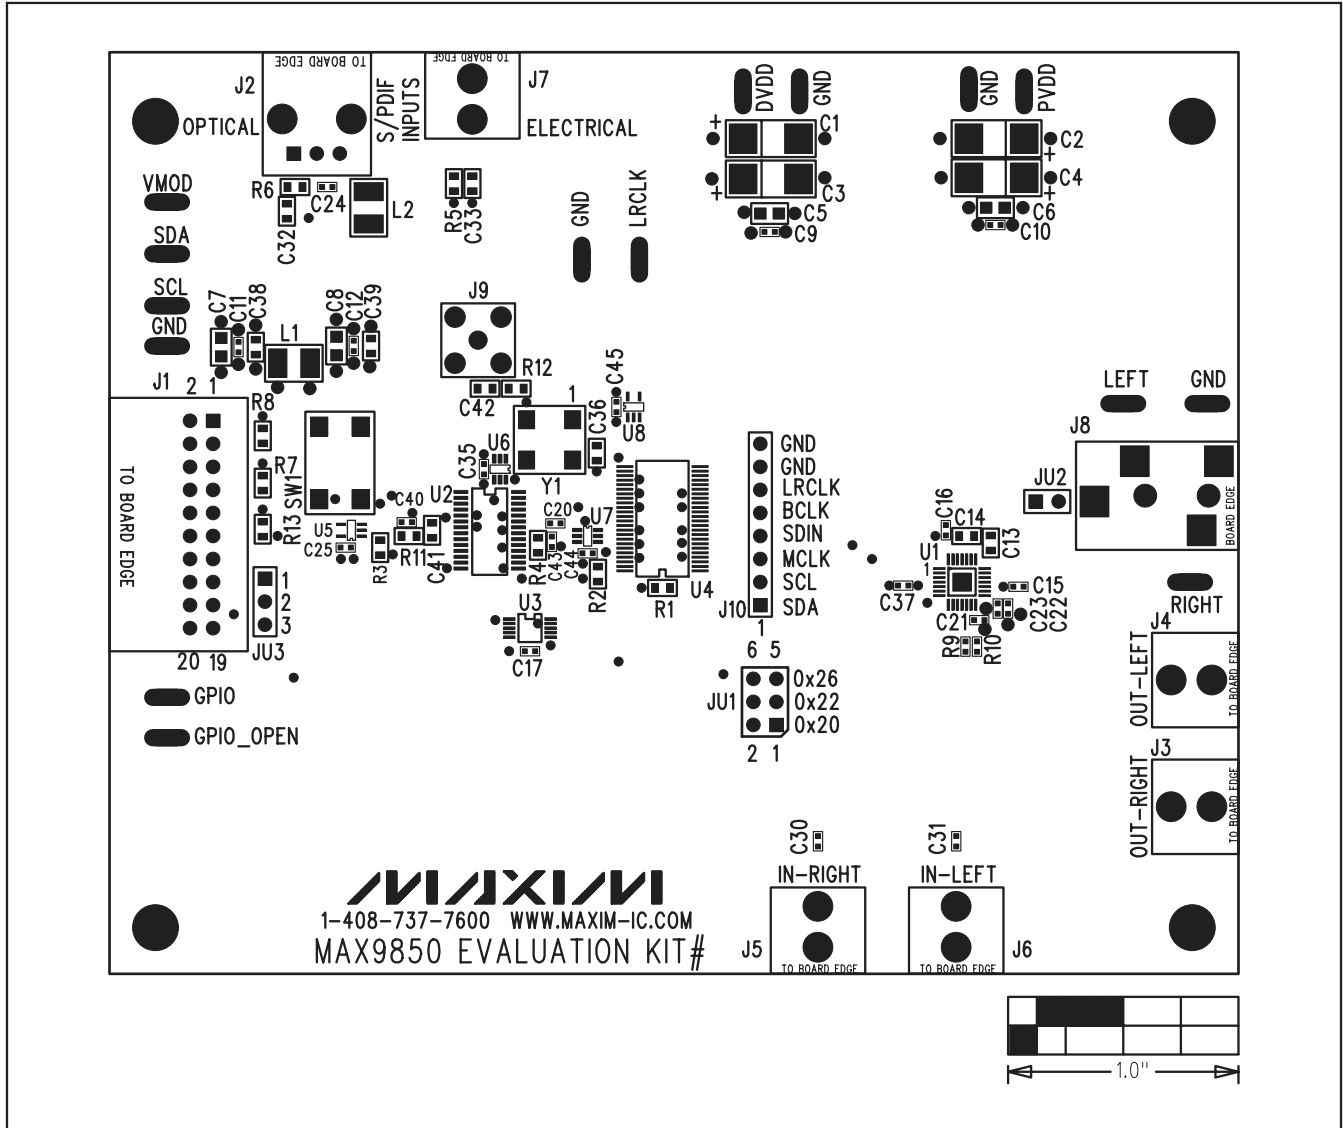 TO BOARD EDGE
J2
OPTICAL
S/PDIF
INPUTS
TO BOARD EDGE
J7
ELECTRICAL
DVDD
GND
+
C1
+
C3
C5
C9
GND
PVDD
C2
+
C4
+
C6
C10
VMOD
SDA
SCL
GND
R6
C24
C32
L2
R5
C33
GND
LRCLK
C7
C11
C38
L1
C8
C12
C39
J9
R12
C42
C45
U8
1
C36
Y1
J1
2 1
TO BOARD EDGE
20 19
R8
R7
R13
SW1
1
2
3
JU3
U5
C25
R3
C40
R11
C41
U2
C35
U6
R4
C20
C43
C44
U7
R2
U3
C17
R1
U4
GND
GND
LRCLK
BCLK
SDIN
MCLK
SCL
SDA
J10
1
6 5
0x26
0x22
0x20
JU1
2 1
LEFT
GND
J8
JU2
BOARD EDGE
RIGHT
C16
C14
C13
U1
1
C37
C15
C21
C23
C22
R9
R10
J4
OUT-LEFT
TO BOARD EDGE
J3
OUT-RIGHT
TO BOARD EDGE
GPIO
GPIO_OPEN
C30
C31
IN-RIGHT
IN-LEFT
J5
TO BOARD EDGE
TO BOARD EDGE
J6
MAXIM
1-408-737-7600 WWW.MAXIM-IC.COM
MAX9850 EVALUATION KIT#
1.0"